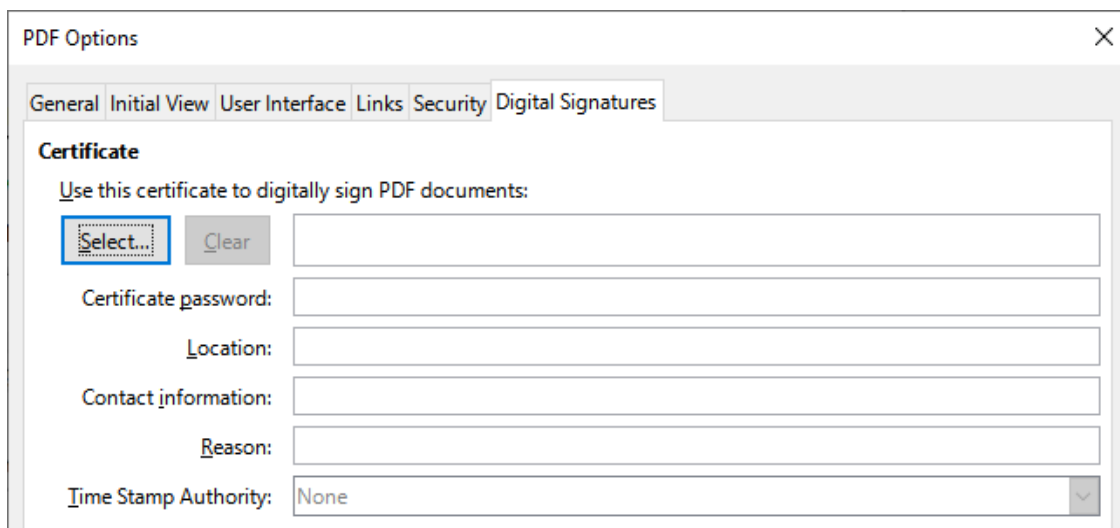 PDF Options
General Initial View User Interface Links Security Digital Signatures
Certificate
Use this certificate to digitally sign PDF documents:
Select... Clear
Certificate password:
Location:
Contact information:
Reason:
Time Stamp Authority: None